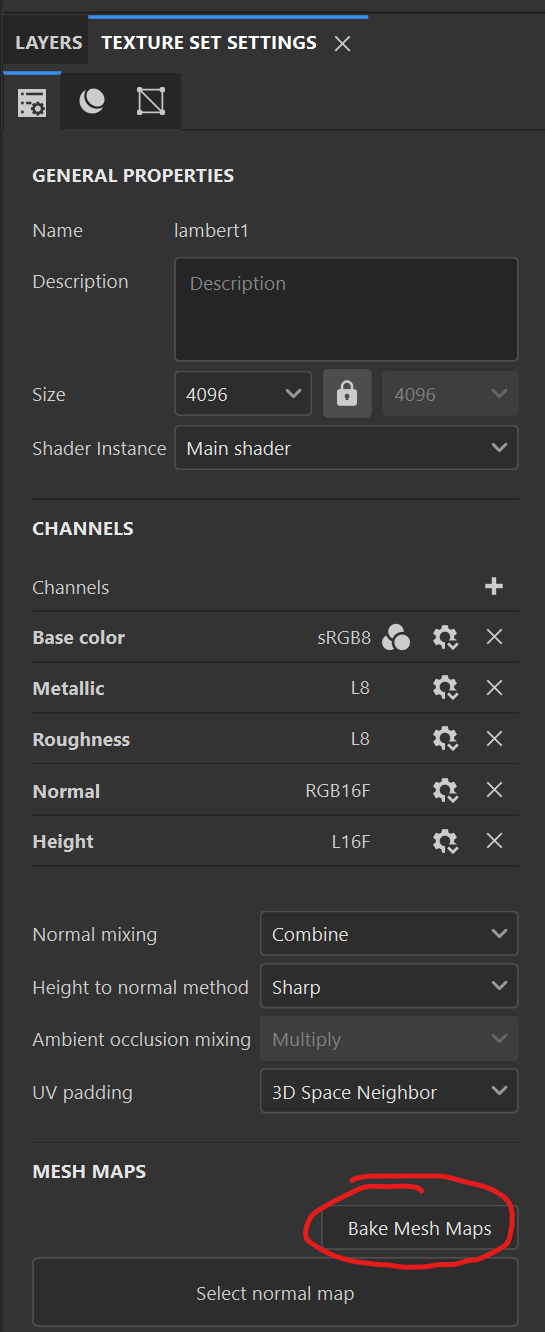 LAYERS TEXTURE SET SETTINGS
GENERAL PROPERTIES
Name lambert1
Description Description
Size 4096 4096
Shader Instance Main shader
CHANNELS
Channels
Base color sRGB8
Metallic L8
Roughness L8
Normal RGB16F
Height L16F
Normal mixing Combine
Height to normal method Sharp
Ambient occlusion mixing Multiply
UV padding 3D Space Neighbor
MESH MAPS
Bake Mesh Maps
Select normal map